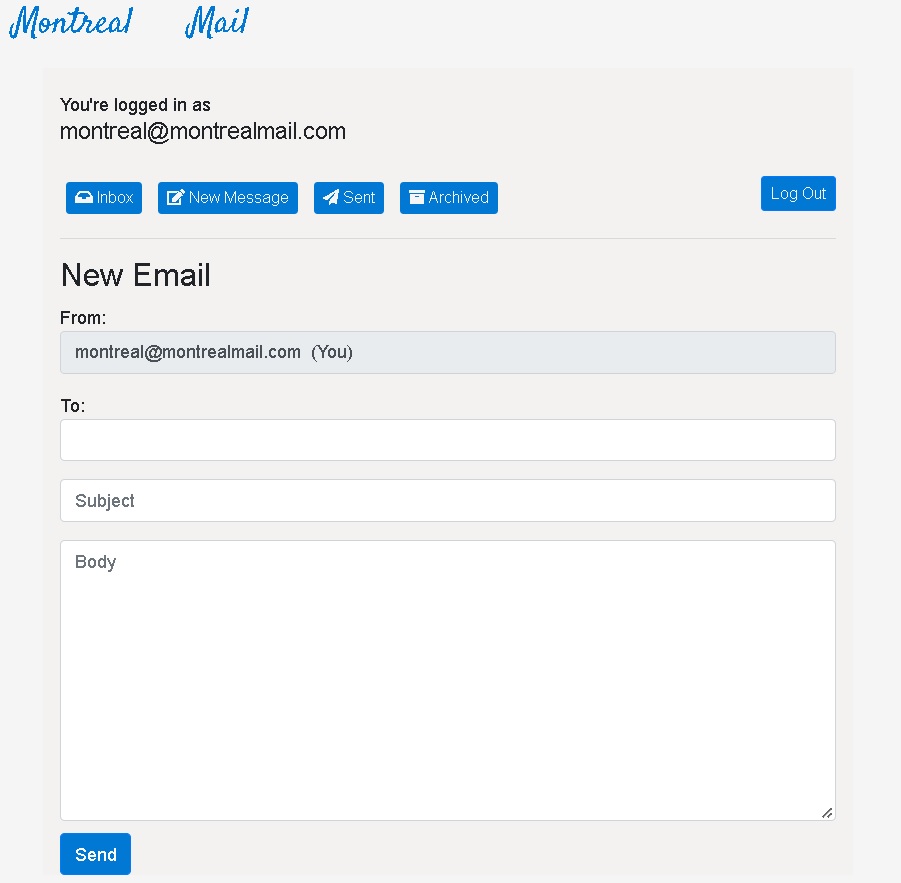 Montreal Mail
You're logged in as
montreal@montrealmail.com
Inbox New Message Sent Archived Log Out
New Email
From:
montreal@montrealmail.com (You)
To:
Subject
Body
Send